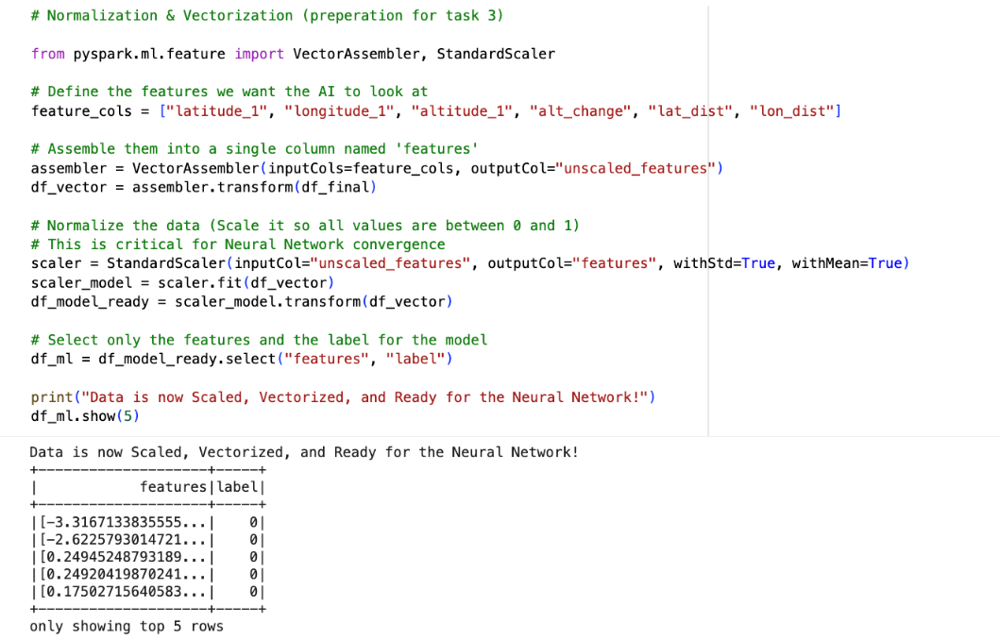 # Normalization & Vectorization (preperation for task 3)
from pyspark.ml.feature import VectorAssembler, StandardScaler
# Define the features we want the AI to look at
feature_cols = ["latitude_1", "longitude_1", "altitude_1", "alt_change", "lat_dist", "lon_dist"]
# Assemble them into a single column named 'features'
assembler = VectorAssembler(inputCols=feature_cols, outputCol="unscaled_features")
df_vector = assembler.transform(df_final)
# Normalize the data (Scale it so all values are between 0 and 1)
# This is critical for Neural Network convergence
scaler = StandardScaler(inputCol="unscaled_features", outputCol="features", withStd=True, withMean=True)
scaler_model = scaler.fit(df_vector)
df_model_ready = scaler_model.transform(df_vector)
# Select only the features and the label for the model
df_ml = df_model_ready.select("features", "label")
print("Data is now Scaled, Vectorized, and Ready for the Neural Network!")
df_ml.show(5)
Data is now Scaled, Vectorized, and Ready for the Neural Network!
+--------------------+-----+
|            features|label|
+--------------------+-----+
|[-3.3167133835555...|    0|
|[-2.6225793014721...|    0|
|[0.24945248793189...|    0|
|[0.24920419870241...|    0|
|[0.17502715640583...|    0|
+--------------------+-----+
only showing top 5 rows